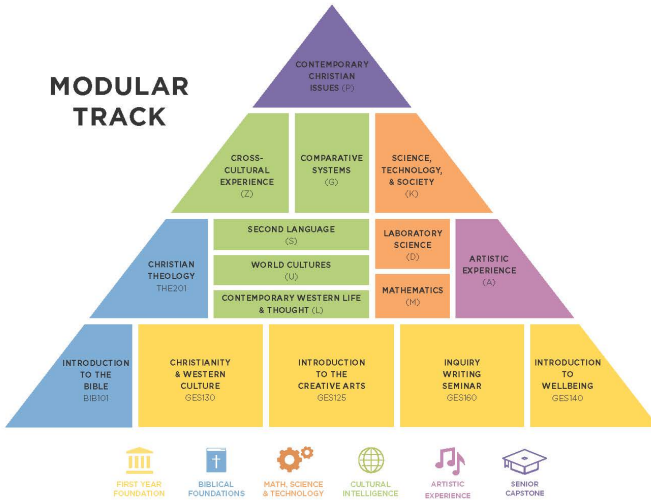 MODULAR
TRACK
CONTEMPORARY
CHRISTIAN
ISSUES (P)
CROSS-
CULTURAL
EXPERIENCE
(Z)
COMPARATIVE
SYSTEMS
(G)
SCIENCE,
TECHNOLOGY,
& SOCIETY
(K)
CHRISTIAN
THEOLOGY
THE201
SECOND LANGUAGE
(S)
WORLD CULTURES
(U)
CONTEMPORARY WESTERN LIFE
& THOUGHT (L)
LABORATORY
SCIENCE
(D)
MATHEMATICS
(M)
ARTISTIC
EXPERIENCE
(A)
INTRODUCTION
TO THE
BIBLE
BIB101
CHRISTIANITY
& WESTERN
CULTURE
GES130
INTRODUCTION
TO THE
CREATIVE ARTS
GES125
INQUIRY
WRITING
SEMINAR
GES160
INTRODUCTION
TO
WELLBEING
GES140
FIRST YEAR
FOUNDATION
BIBLICAL
FOUNDATIONS
MATH, SCIENCE
& TECHNOLOGY
CULTURAL
INTELLIGENCE
ARTISTIC
EXPERIENCE
SENIOR
CAPSTONE